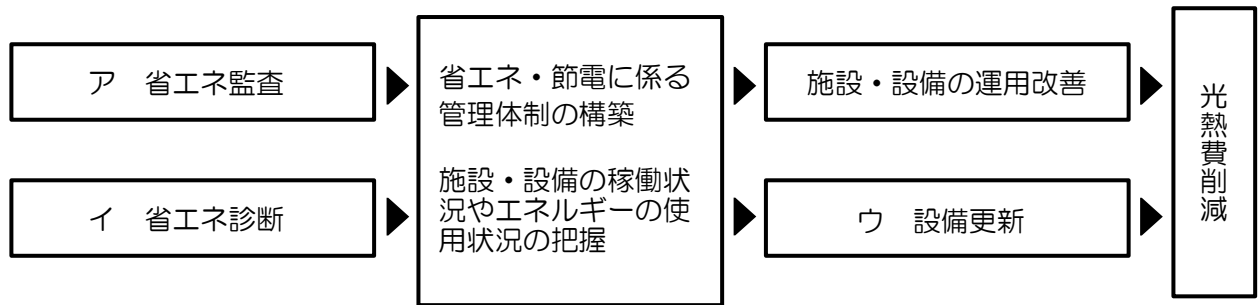 ア 省エネ監査
イ 省エネ診断
省エネ・節電に係る
管理体制の構築
施設・設備の稼働状
況やエネルギーの使
用状況の把握
施設・設備の運用改善
ウ 設備更新
光熱費削減